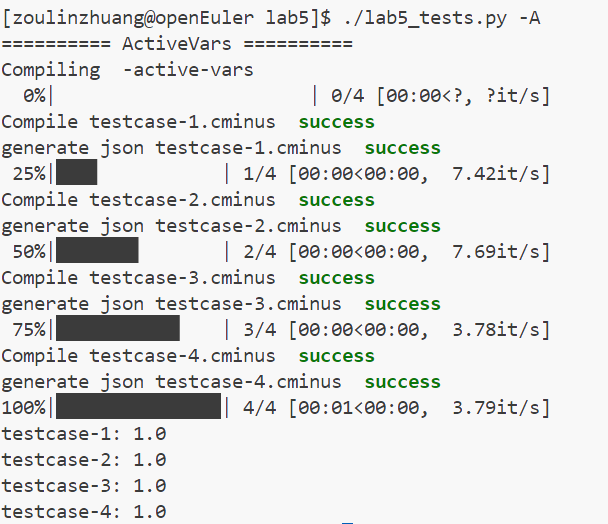 [zoulinzhuang@openEuler lab5]$ ./lab5_tests.py -A
========== ActiveVars ==========
Compiling  -active-vars
  0%|                     | 0/4 [00:00<?, ?it/s]
Compile testcase-1.cminus  success
generate json testcase-1.cminus  success
 25%|███          | 1/4 [00:00<00:00,  7.42it/s]
Compile testcase-2.cminus  success
generate json testcase-2.cminus  success
 50%|██████       | 2/4 [00:00<00:00,  7.69it/s]
Compile testcase-3.cminus  success
generate json testcase-3.cminus  success
 75%|█████████    | 3/4 [00:00<00:00,  3.78it/s]
Compile testcase-4.cminus  success
generate json testcase-4.cminus  success
100%|█████████████| 4/4 [00:01<00:00,  3.79it/s]
testcase-1: 1.0
testcase-2: 1.0
testcase-3: 1.0
testcase-4: 1.0